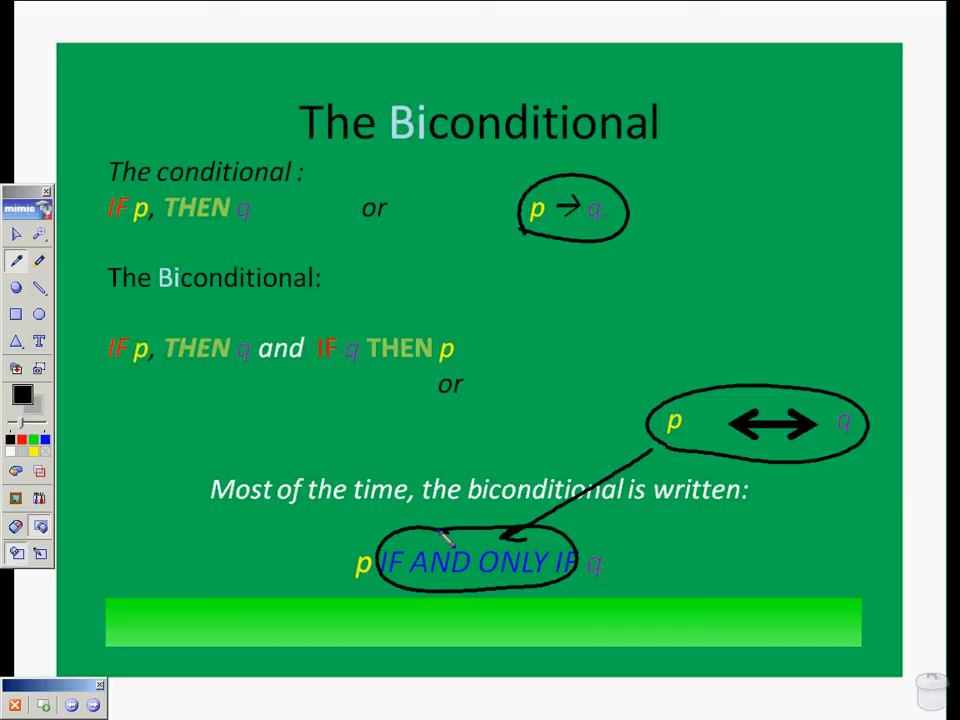 The Biconditional
The conditional :
IF p, THEN q or p → q.
The Biconditional:
IF p, THEN q and IF q THEN p
or
p ↔ q
Most of the time, the biconditional is written:
p IF AND ONLY IF q
mimio